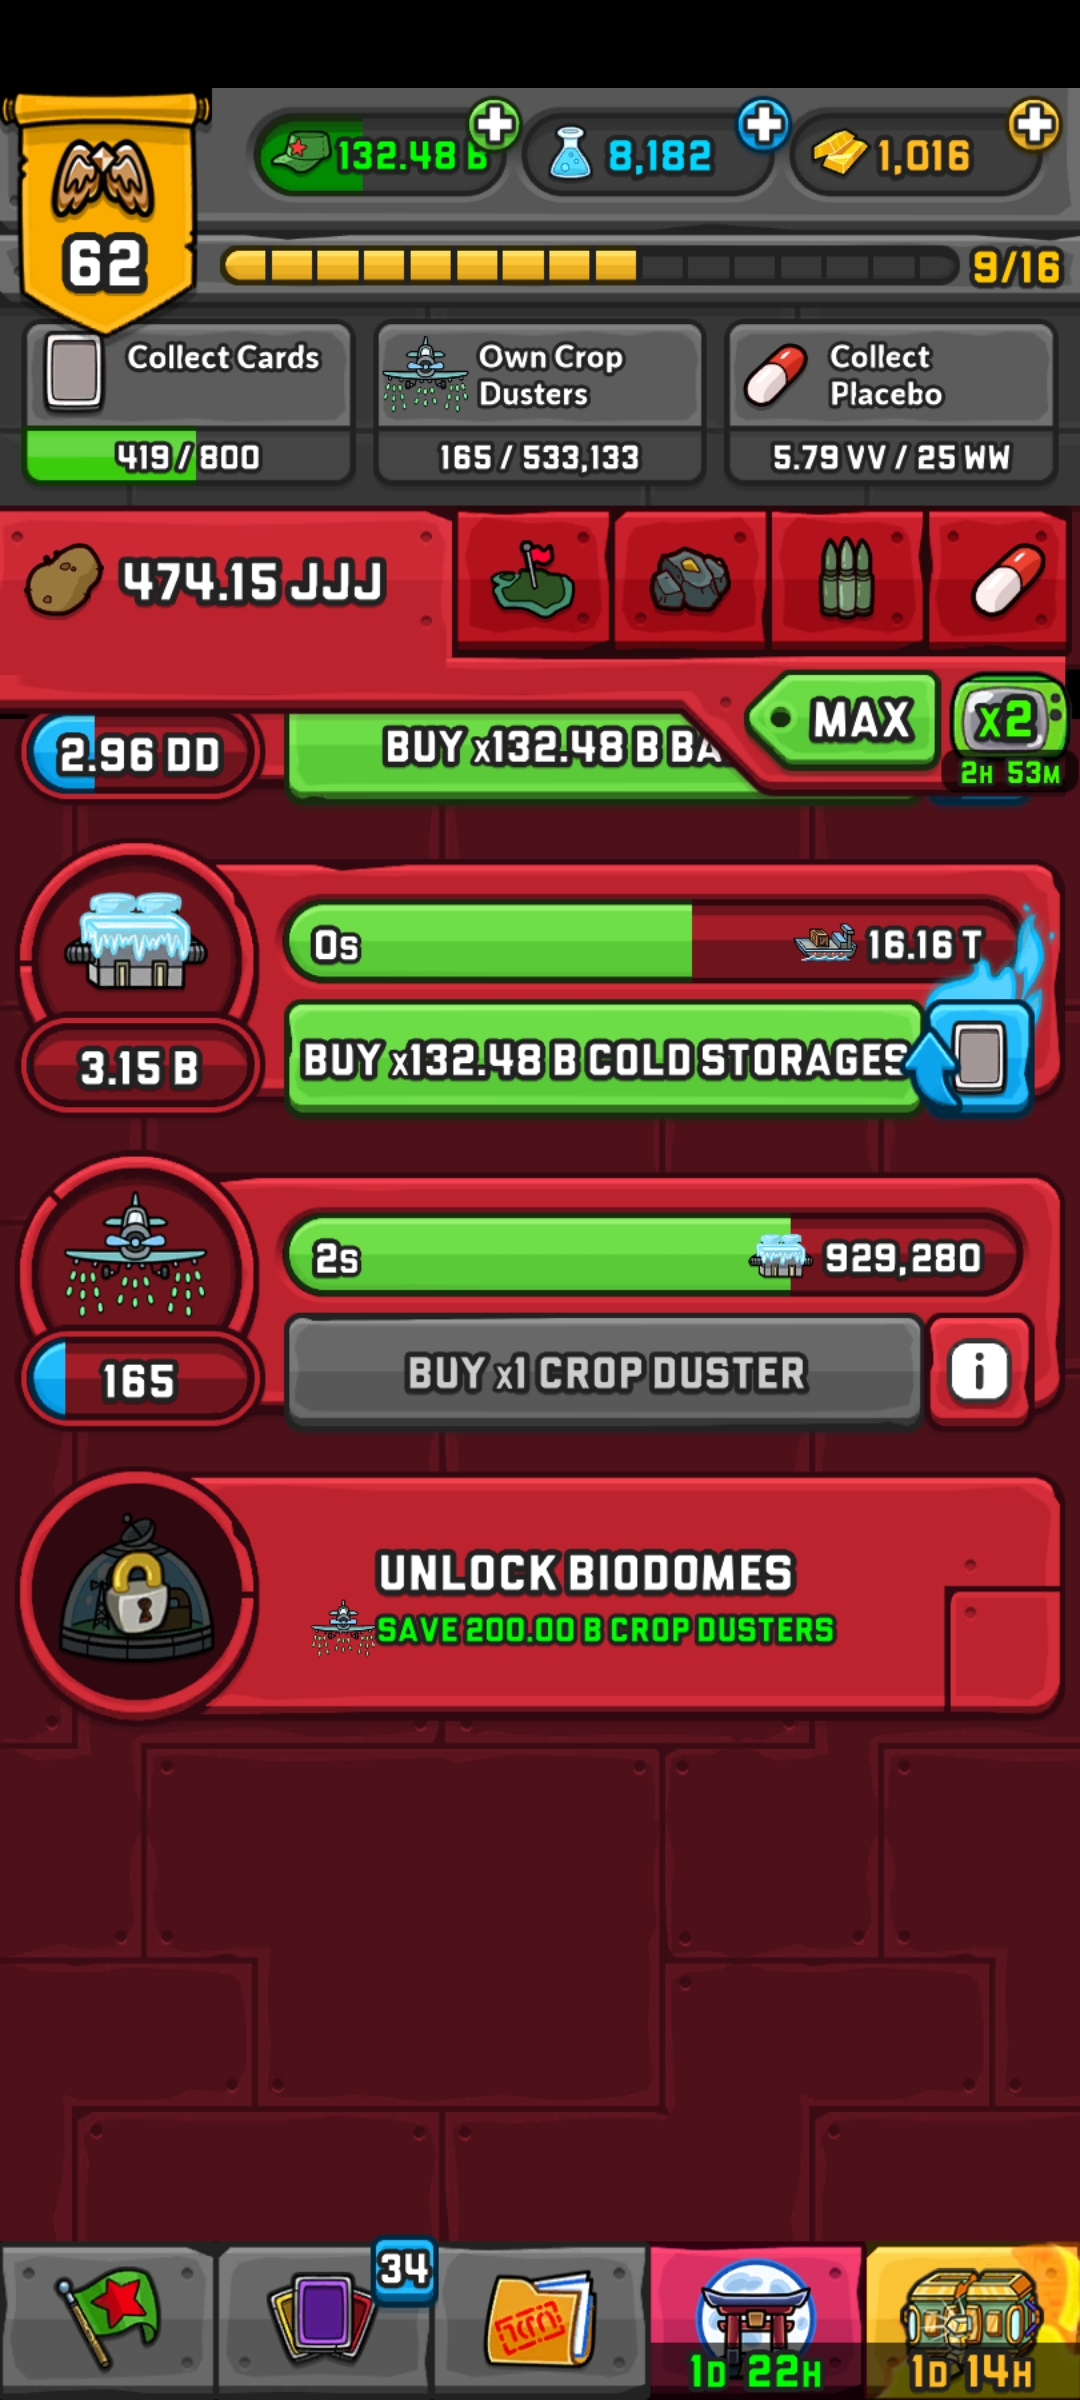 62
132.48 B
8,182
1,016
9/16
Collect Cards
419 / 800
Own Crop
Dusters
165 / 533,133
Collect
Placebo
5.79 VV / 25 WW
474.15 JJJ
MAX
x2
2H 53M
2.96 DD
BUY x132.48 B BA
0s
16.16 T
3.15 B
BUY x132.48 B COLD STORAGES
2s
929,280
165
BUY x1 CROP DUSTER
i
UNLOCK BIODOMES
SAVE 200.00 B CROP DUSTERS
34
1D 22H
1D 14H